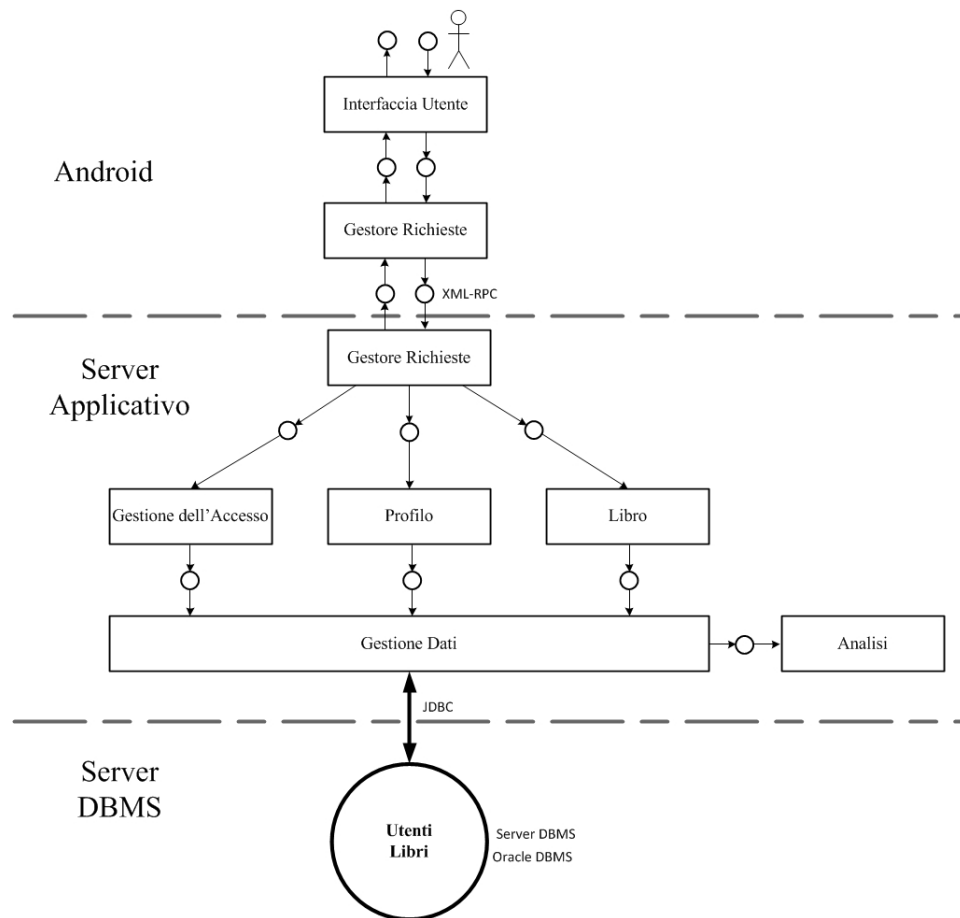 Interfaccia Utente
Android
Gestore Richieste
XML-RPC
Gestore Richieste
Server
Applicativo
Gestione dell'Accesso
Profilo
Libro
Gestione Dati
Analisi
JDBC
Server
DBMS
Utenti
Libri
Server DBMS
Oracle DBMS